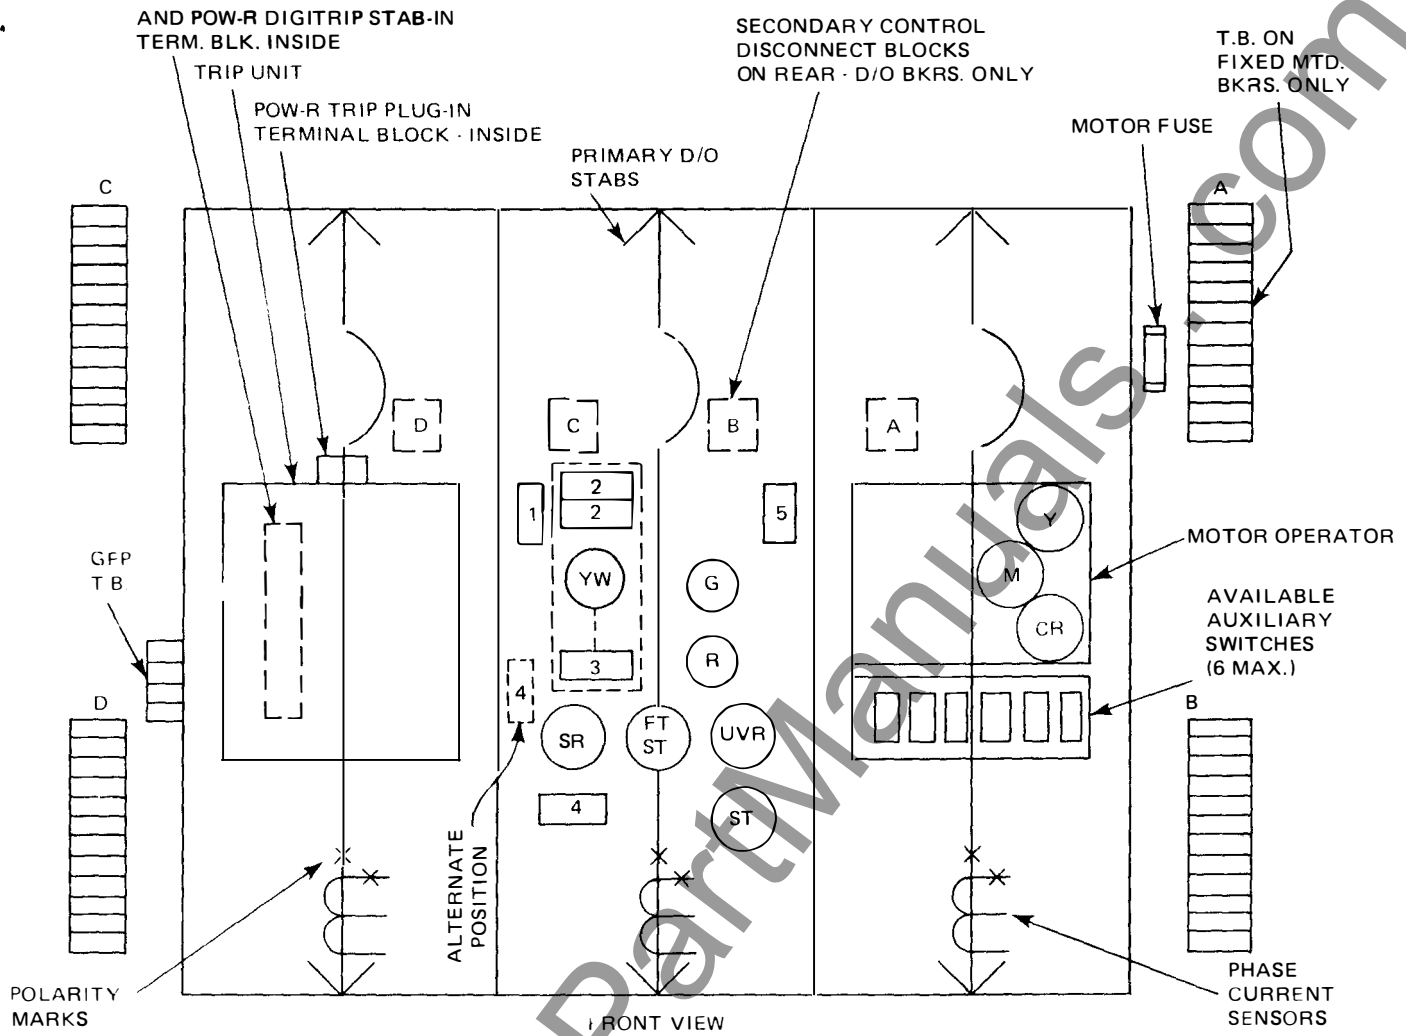 AND POW-R DIGITRIP STAB-IN
TERM. BLK. INSIDE
TRIP UNIT
POW-R TRIP PLUG-IN
TERMINAL BLOCK - INSIDE
PRIMARY D/O
STABS
SECONDARY CONTROL
DISCONNECT BLOCKS
ON REAR - D/O BKRS. ONLY
T.B. ON
FIXED MTD.
BKRS. ONLY
MOTOR FUSE
C
A
D
C
B
A
1
2
2
5
Y
M
CR
YW
G
R
3
4
SR
FT
ST
UVR
4
ST
GFP
T.B.
D
MOTOR OPERATOR
AVAILABLE
AUXILIARY
SWITCHES
(6 MAX.)
B
ALTERNATE
POSITION
POLARITY
MARKS
PHASE
CURRENT
SENSORS
FRONT VIEW
PartManuals.com